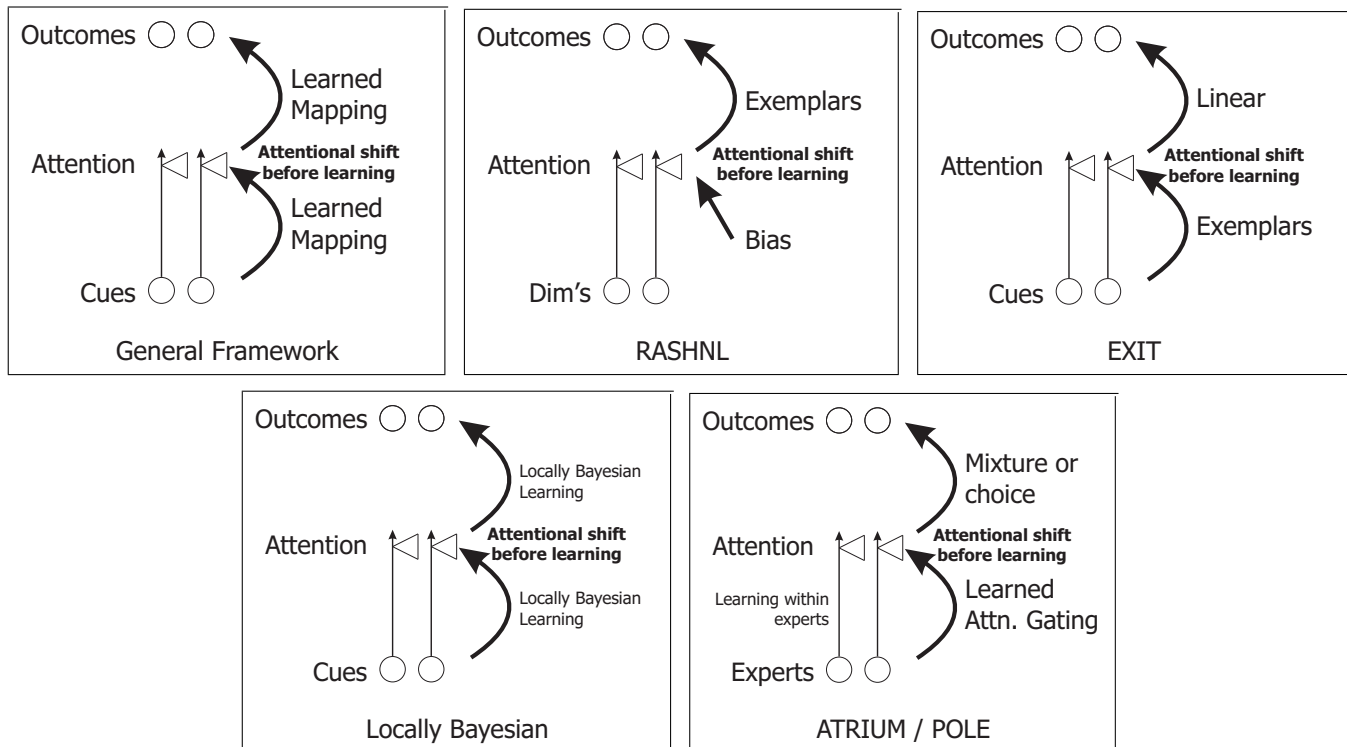 Outcomes
Learned
Mapping
Attention
Attentional shift
before learning
Learned
Mapping
Cues
General Framework
Outcomes
Exemplars
Attention
Attentional shift
before learning
Bias
Dim's
RASHNL
Outcomes
Linear
Attention
Attentional shift
before learning
Exemplars
Cues
EXIT
Outcomes
Locally Bayesian
Learning
Attention
Attentional shift
before learning
Locally Bayesian
Learning
Cues
Locally Bayesian
Outcomes
Mixture or
choice
Attention
Attentional shift
before learning
Learning within
experts
Learned
Attn. Gating
Experts
ATRIUM / POLE